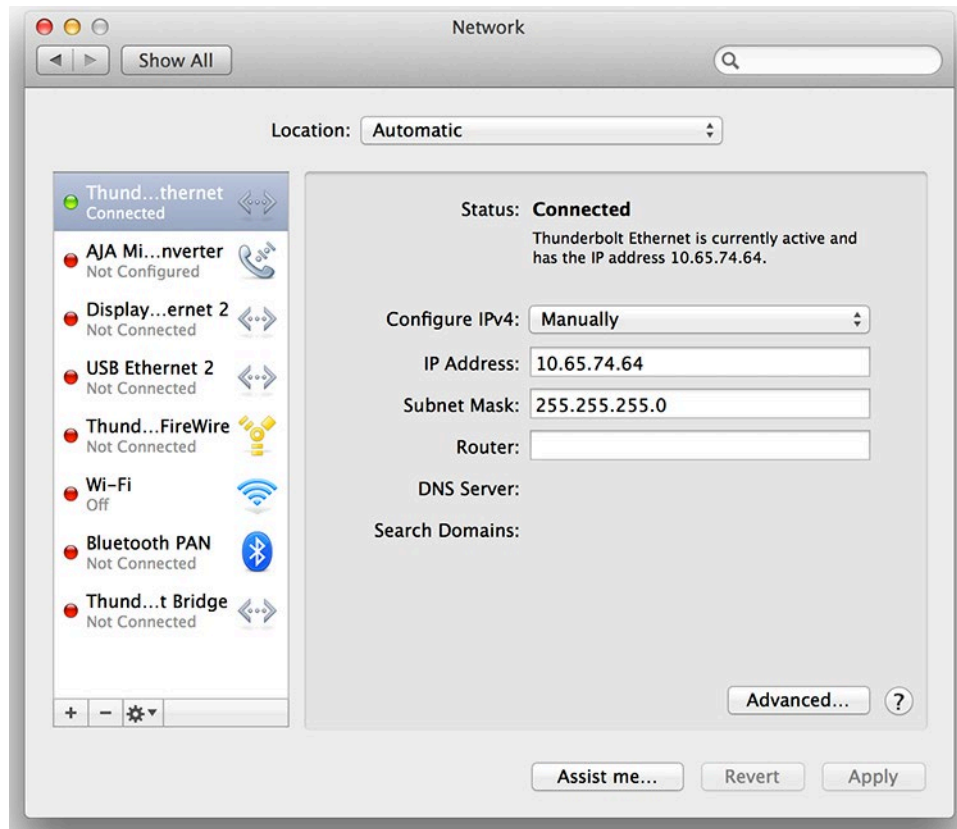 Network
Show All
Location: Automatic
Thund...thernet
Connected
AJA Mi...nverter
Not Configured
Display...ernet 2
Not Connected
USB Ethernet 2
Not Connected
Thund...FireWire
Not Connected
Wi-Fi
Off
Bluetooth PAN
Not Connected
Thund...t Bridge
Not Connected
Status: Connected
Thunderbolt Ethernet is currently active and
has the IP address 10.65.74.64.
Configure IPv4: Manually
IP Address: 10.65.74.64
Subnet Mask: 255.255.255.0
Router:
DNS Server:
Search Domains:
Advanced... ?
Assist me... Revert Apply